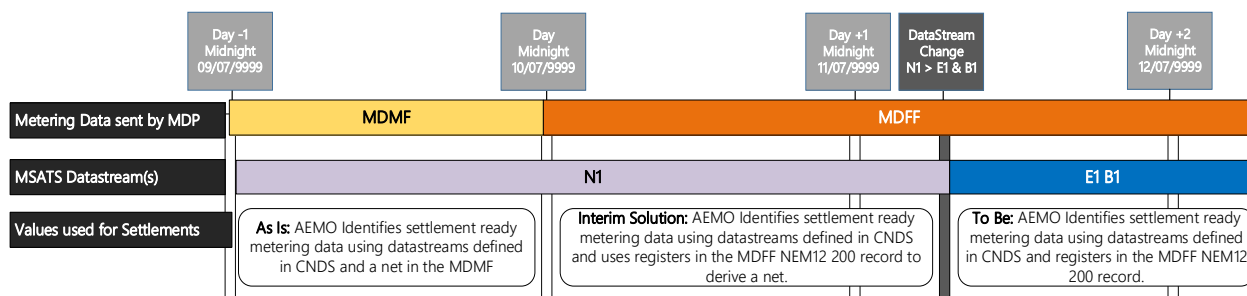 Day -1
Midnight
09/07/9999
Day
Midnight
10/07/9999
Day +1
Midnight
11/07/9999
DataStream
Change
N1 > E1 & B1
Day +2
Midnight
12/07/9999
Metering Data sent by MDP
MDMF
MDFF
MSATS Datastream(s)
N1
E1 B1
Values used for Settlements
As Is: AEMO Identifies settlement ready
metering data using datastreams defined
in CNDS and a net in the MDMF
Interim Solution: AEMO Identifies settlement ready
metering data using datastreams defined in CNDS
and uses registers in the MDFF NEM12 200 record to
derive a net.
To Be: AEMO Identifies settlement ready
metering data using datastreams defined
in CNDS and registers in the MDFF NEM12
200 record.